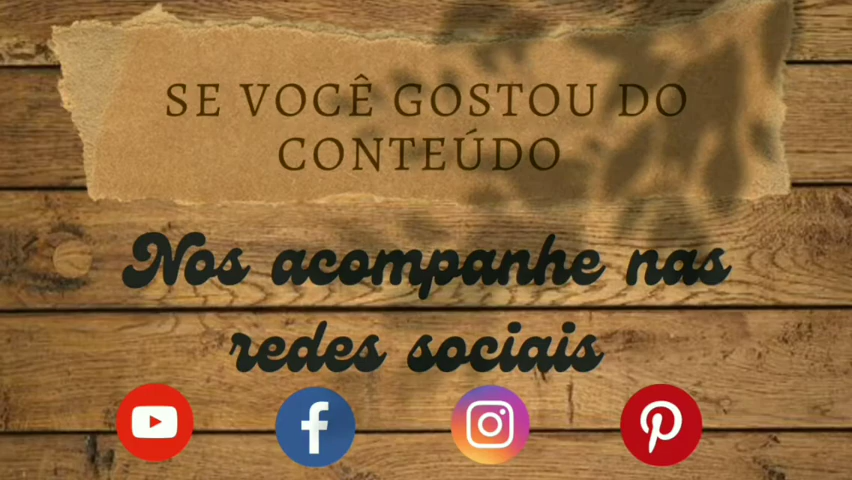 SE VOCÊ GOSTOU DO
CONTEÚDO
Nos acompanhe nas
redes sociais